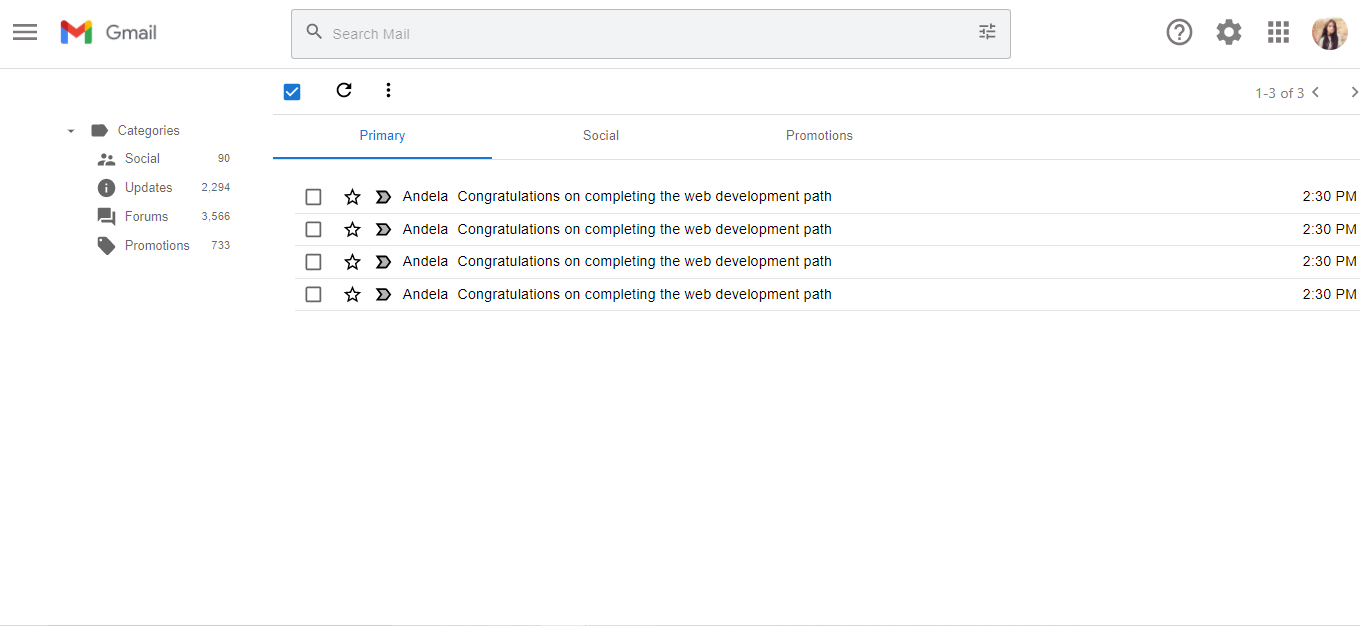 Gmail
Search Mail
1-3 of 3
Categories
Social 90
Updates 2,294
Forums 3,566
Promotions 733
Primary Social Promotions
Andela Congratulations on completing the web development path 2:30 PM
Andela Congratulations on completing the web development path 2:30 PM
Andela Congratulations on completing the web development path 2:30 PM
Andela Congratulations on completing the web development path 2:30 PM